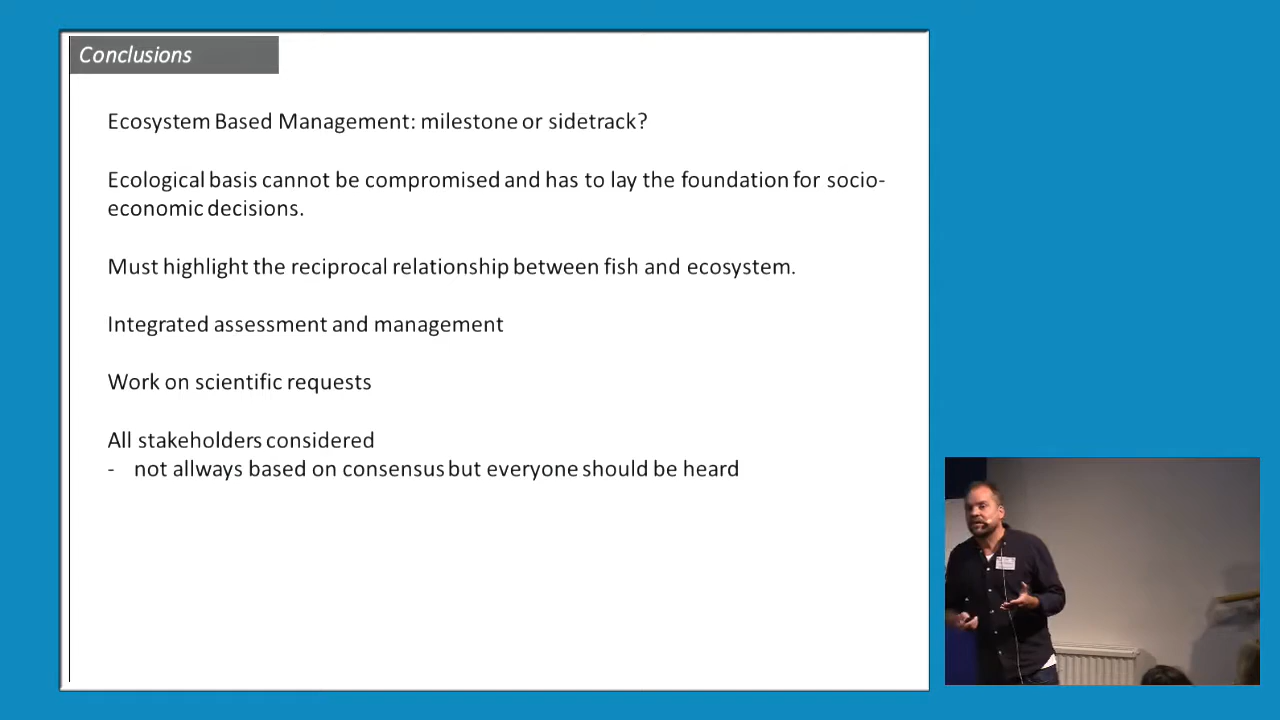 Conclusions
Ecosystem Based Management: milestone or sidetrack?
Ecological basis cannot be compromised and has to lay the foundation for socio-
economic decisions.
Must highlight the reciprocal relationship between fish and ecosystem.
Integrated assessment and management
Work on scientific requests
All stakeholders considered
- not allways based on consensus but everyone should be heard